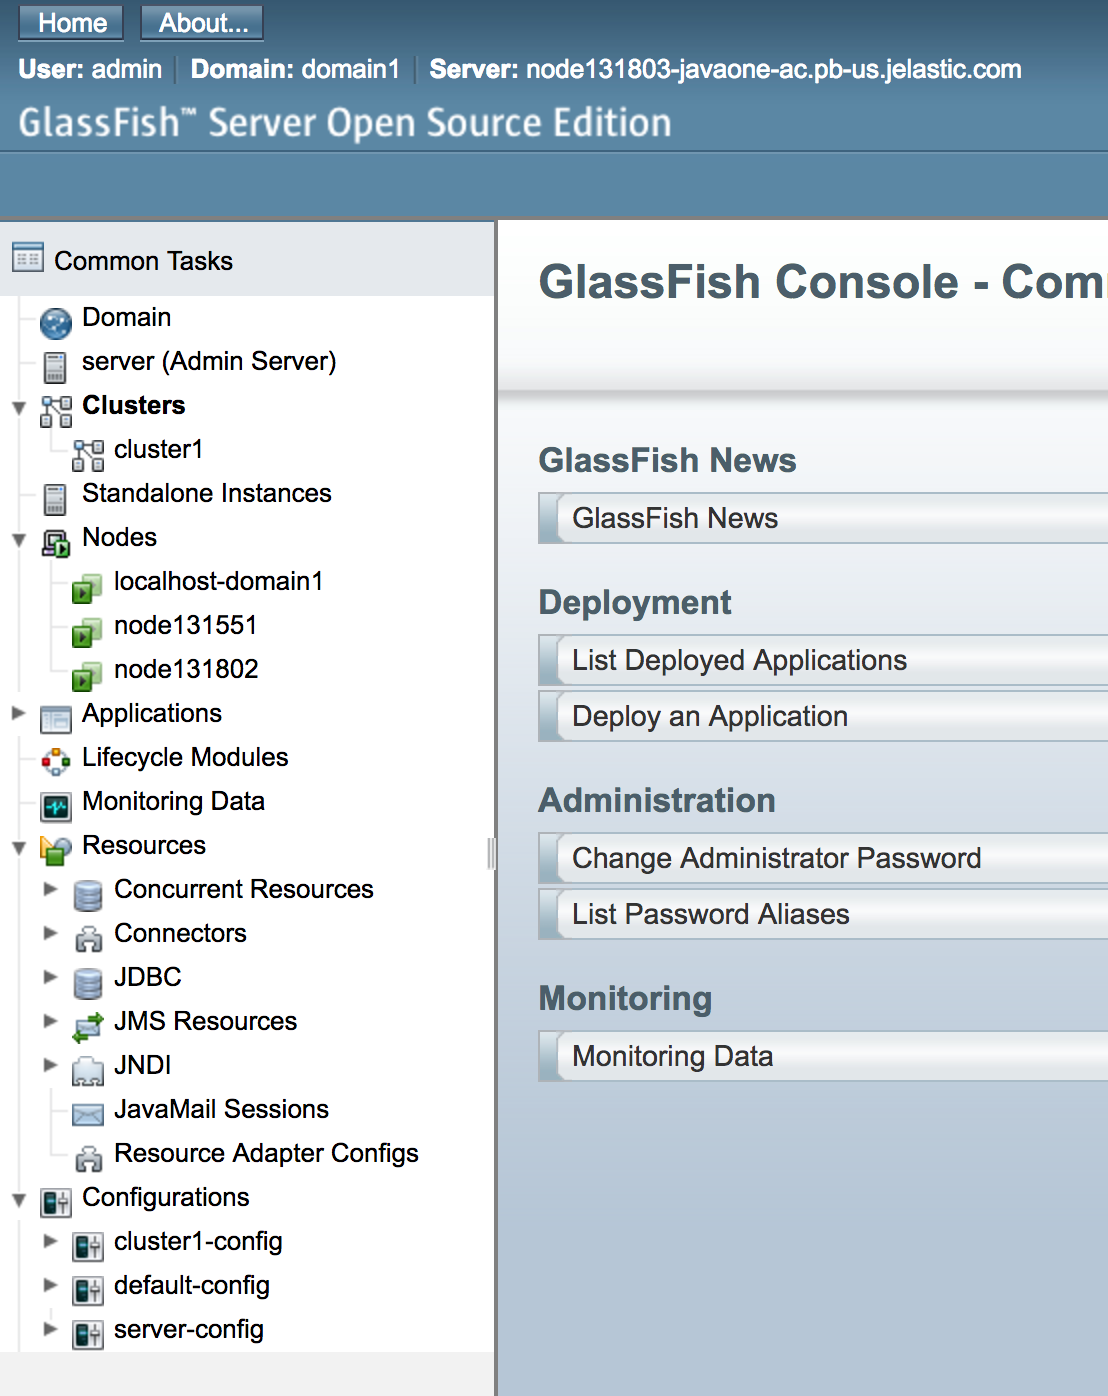 Home About...
User: admin Domain: domain1 Server: node131803-javaone-ac.pb-us.jelastic.com
GlassFish™ Server Open Source Edition
Common Tasks
Domain
server (Admin Server)
Clusters
cluster1
Standalone Instances
Nodes
localhost-domain1
node131551
node131802
Applications
Lifecycle Modules
Monitoring Data
Resources
Concurrent Resources
Connectors
JDBC
JMS Resources
JNDI
JavaMail Sessions
Resource Adapter Configs
Configurations
cluster1-config
default-config
server-config
GlassFish Console - Com
GlassFish News
GlassFish News
Deployment
List Deployed Applications
Deploy an Application
Administration
Change Administrator Password
List Password Aliases
Monitoring
Monitoring Data